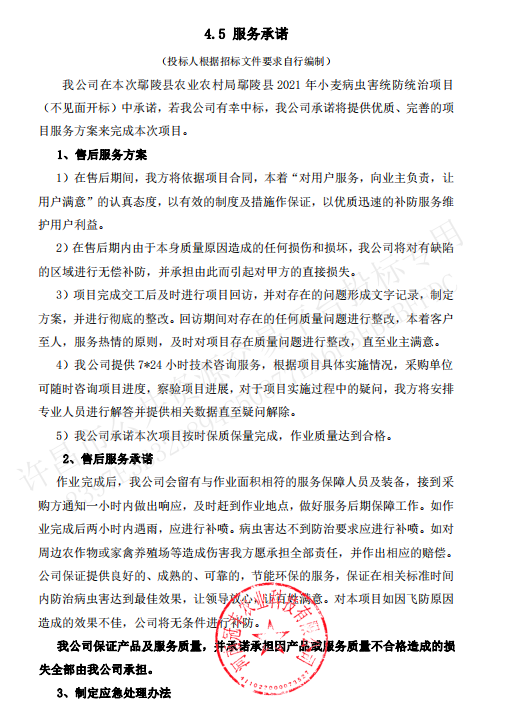 4.5 服务承诺
（投标人根据招标文件要求自行编制）
我公司在本次鄢陵县农业农村局鄢陵县 2021 年小麦病虫害统防统治项目
（不见面开标）中承诺，若我公司有幸中标，我公司承诺将提供优质、完善的项
目服务方案来完成本次项目。
1、售后服务方案
1）在售后期间，我方将依据项目合同，本着“对用户服务，向业主负责，让
用户满意”的认真态度，以有效的制度及措施作保证，以优质迅速的补防服务维
护用户利益。
2）在售后期内由于本身质量原因造成的任何损伤和损坏，我公司将对有缺陷
的区域进行无偿补防，并承担由此而引起对甲方的直接损失。
3）项目完成交工后及时进行项目回访，并对存在的问题形成文字记录，制定
方案，并进行彻底的整改。回访期间对存在的任何质量问题进行整改，本着客户
至人，服务热情的原则，及时对项目存在质量问题进行整改，直至业主满意。
4）我公司提供 7*24 小时技术咨询服务，根据项目具体实施情况，采购单位
可随时咨询项目进度，察验项目进展，对于项目实施过程中的疑问，我方将安排
专业人员进行解答并提供相关数据直至疑问解除。
5）我公司承诺本次项目按时保质保量完成，作业质量达到合格。
2、售后服务承诺
作业完成后，我公司会留有与作业面积相符的服务保障人员及装备，接到采
购方通知一小时内做出响应，及时赶到作业地点，做好服务后期保障工作。如作
业完成后两小时内遇雨，应进行补喷。病虫害达不到防治要求应进行补喷。如对
周边农作物或家禽养殖场等造成伤害我方愿承担全部责任，并作出相应的赔偿。
公司保证提供良好的、成熟的、可靠的，节能环保的服务，保证在相关标准时间
内防治病虫害达到最佳效果，让领导放心，让百姓满意。对本项目如因飞防原因
造成的效果不佳，公司将无条件进行补防。
我公司保证产品及服务质量，并承诺承担因产品或服务质量不合格造成的损
失全部由我公司承担。
3、制定应急处理办法